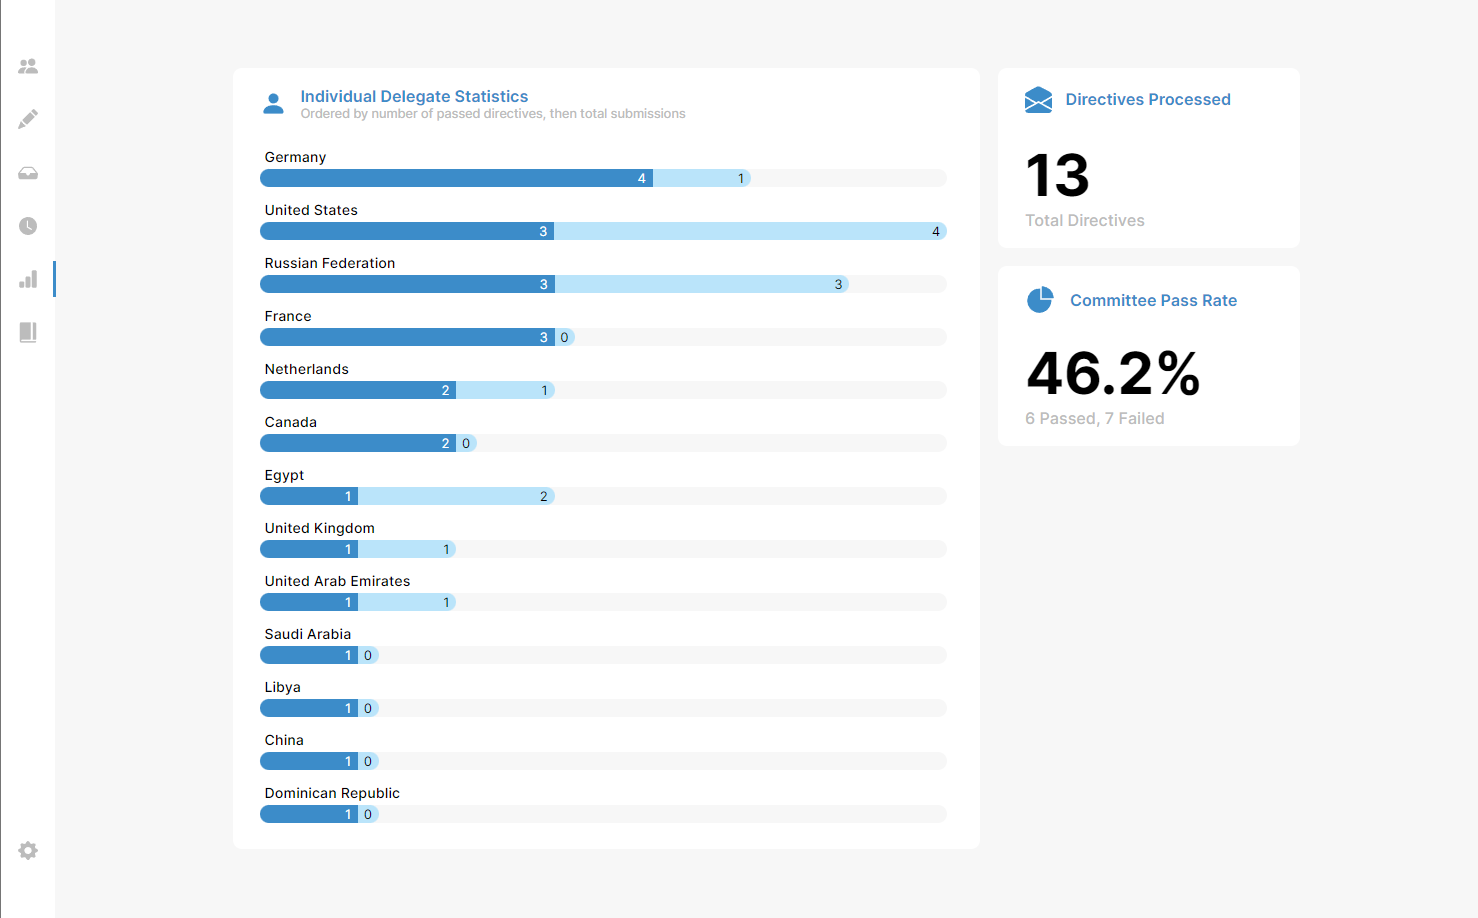 Individual Delegate Statistics
Ordered by number of passed directives, then total submissions
Germany
4 1
United States
3 4
Russian Federation
3 3
France
3 0
Netherlands
2 1
Canada
2 0
Egypt
1 2
United Kingdom
1 1
United Arab Emirates
1 1
Saudi Arabia
1 0
Libya
1 0
China
1 0
Dominican Republic
1 0
Directives Processed
13
Total Directives
Committee Pass Rate
46.2%
6 Passed, 7 Failed